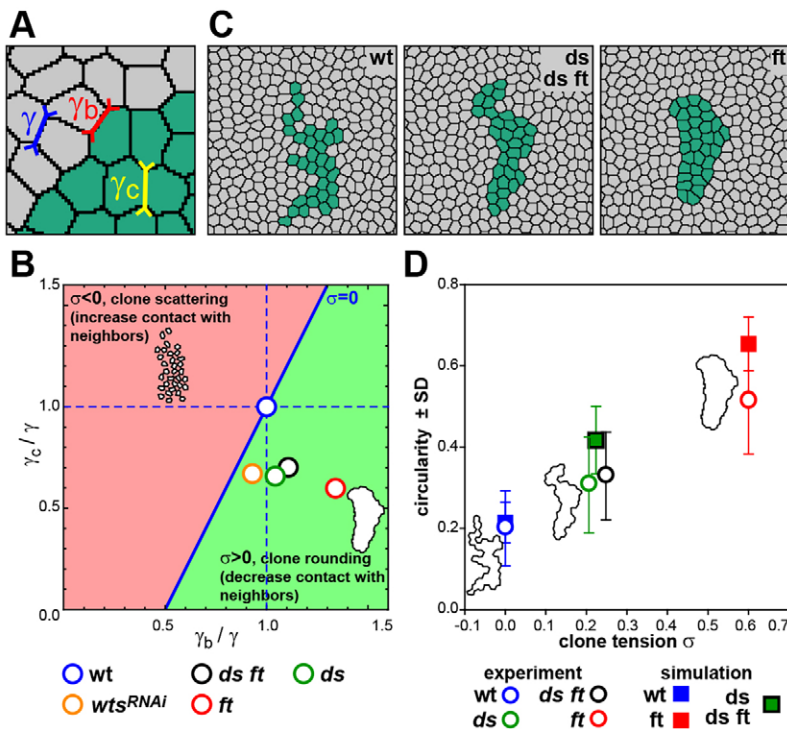 A
γ
γb
γc
C
wt
ds
ds ft
ft
B
σ<0, clone scattering
(increase contact with
neighbors)
σ=0
σ>0, clone rounding
(decrease contact with
neighbors)
1.5
1.0
0.5
0.0
γc / γ
0.5
1.0
1.5
γb / γ
wt
ds ft
ds
wtsRNAi
ft
D
0.8
0.6
0.4
0.2
0.0
circularity ± SD
-0.1 0.0 0.1 0.2 0.3 0.4 0.5 0.6 0.7
clone tension σ
experiment
wt
ds ft
ds
ft
simulation
wt
ft
ds
ds ft